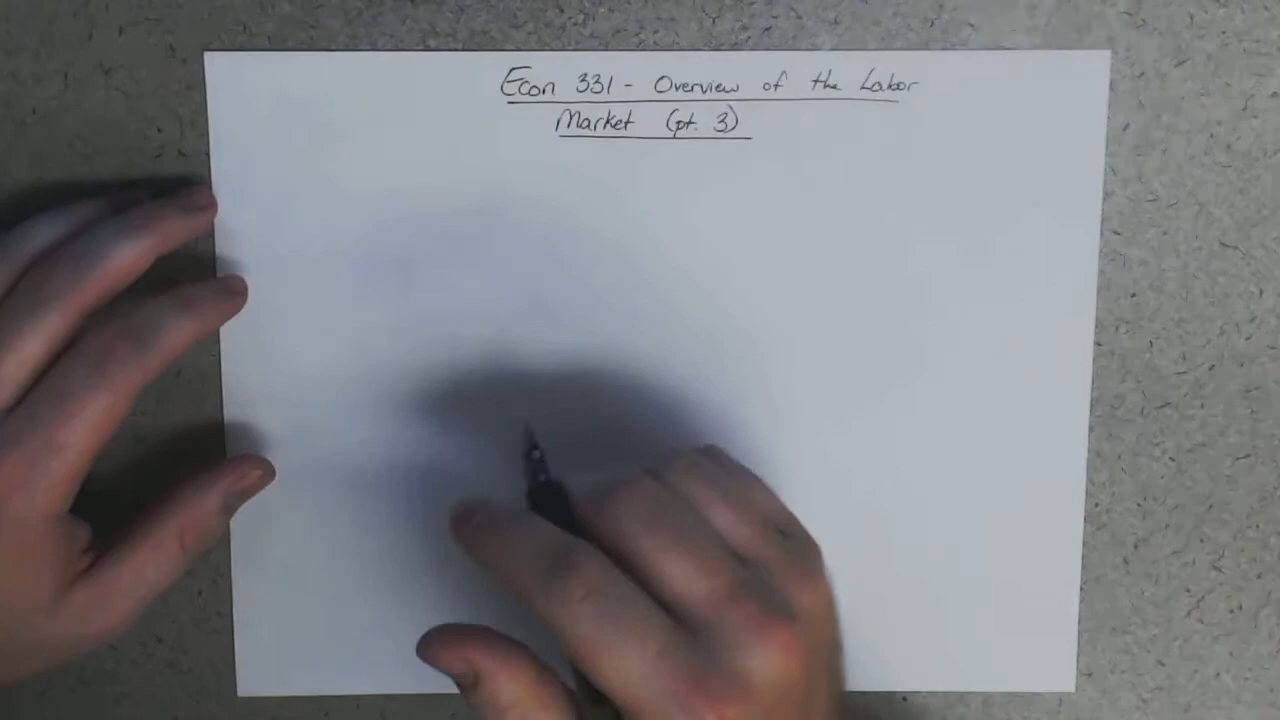 Econ 331 - Overview of the Labor
Market (pt. 3)